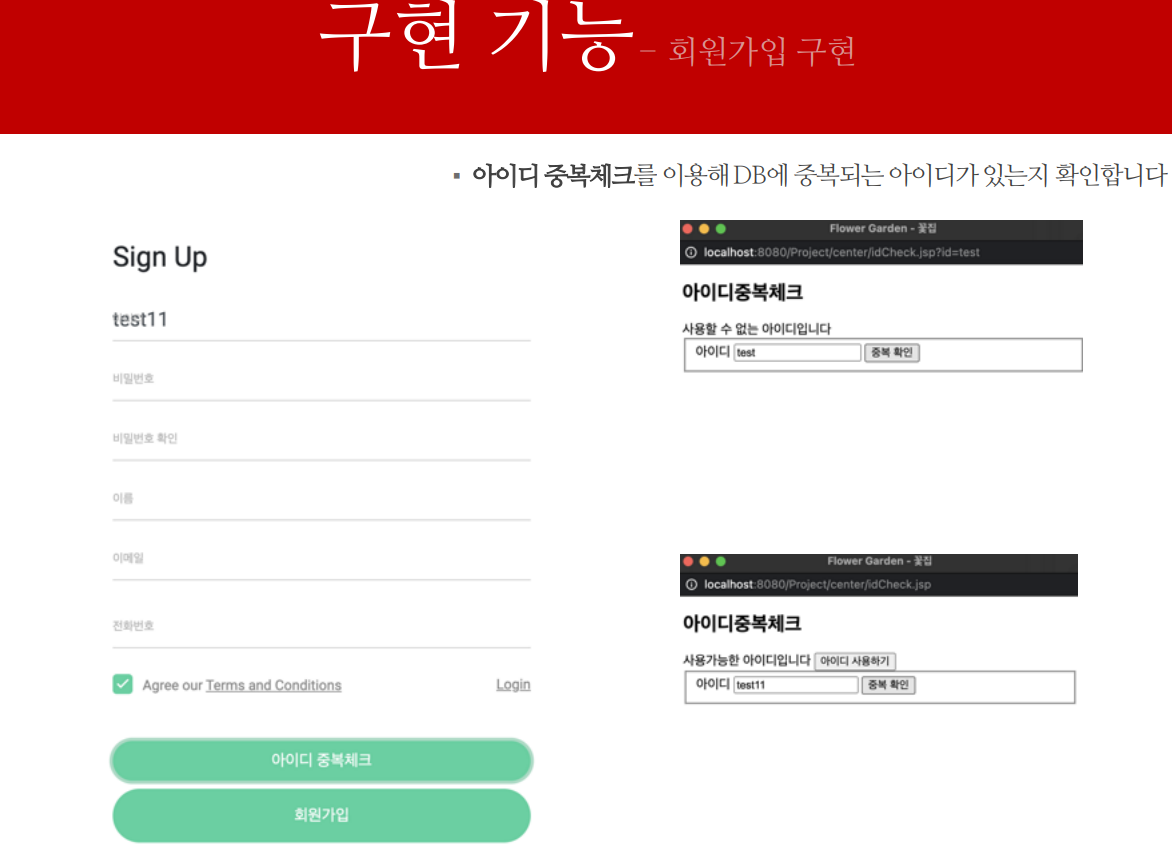 구현 기능 - 회원가입 구현
▪ 아이디 중복체크를 이용해 DB에 중복되는 아이디가 있는지 확인합니다
Sign Up
test11
비밀번호
비밀번호 확인
이름
이메일
전화번호
Agree our Terms and Conditions
Login
아이디 중복체크
회원가입
Flower Garden - 꽃집
localhost:8080/Project/center/idCheck.jsp?id=test
아이디중복체크
사용할 수 없는 아이디입니다
아이디 test 중복 확인
Flower Garden - 꽃집
localhost:8080/Project/center/idCheck.jsp
아이디중복체크
사용가능한 아이디입니다 아이디 사용하기
아이디 test11 중복 확인